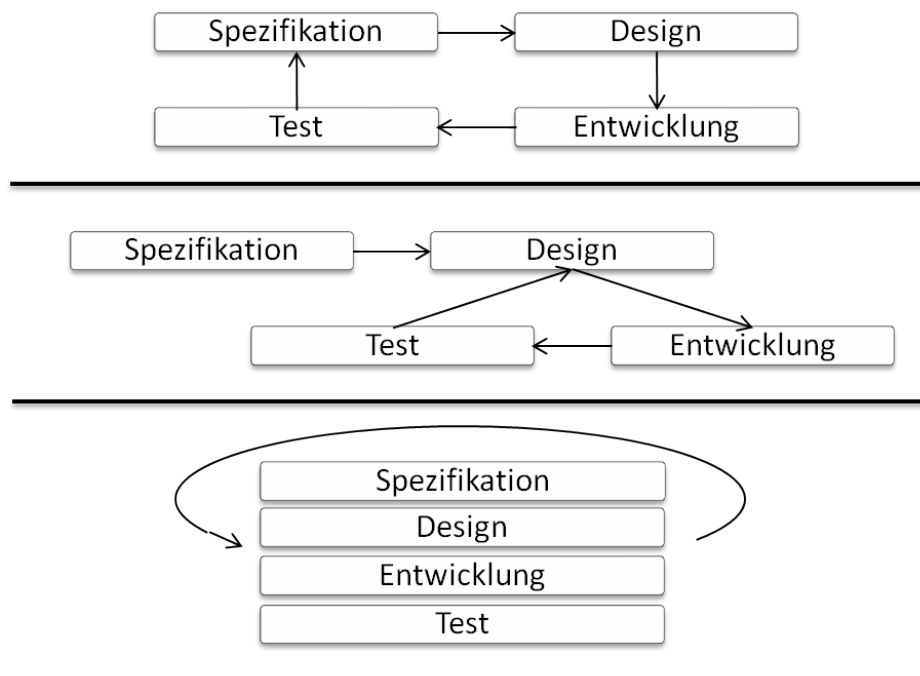 Spezifikation
Design
Test
Entwicklung
Spezifikation
Design
Test
Entwicklung
Spezifikation
Design
Entwicklung
Test